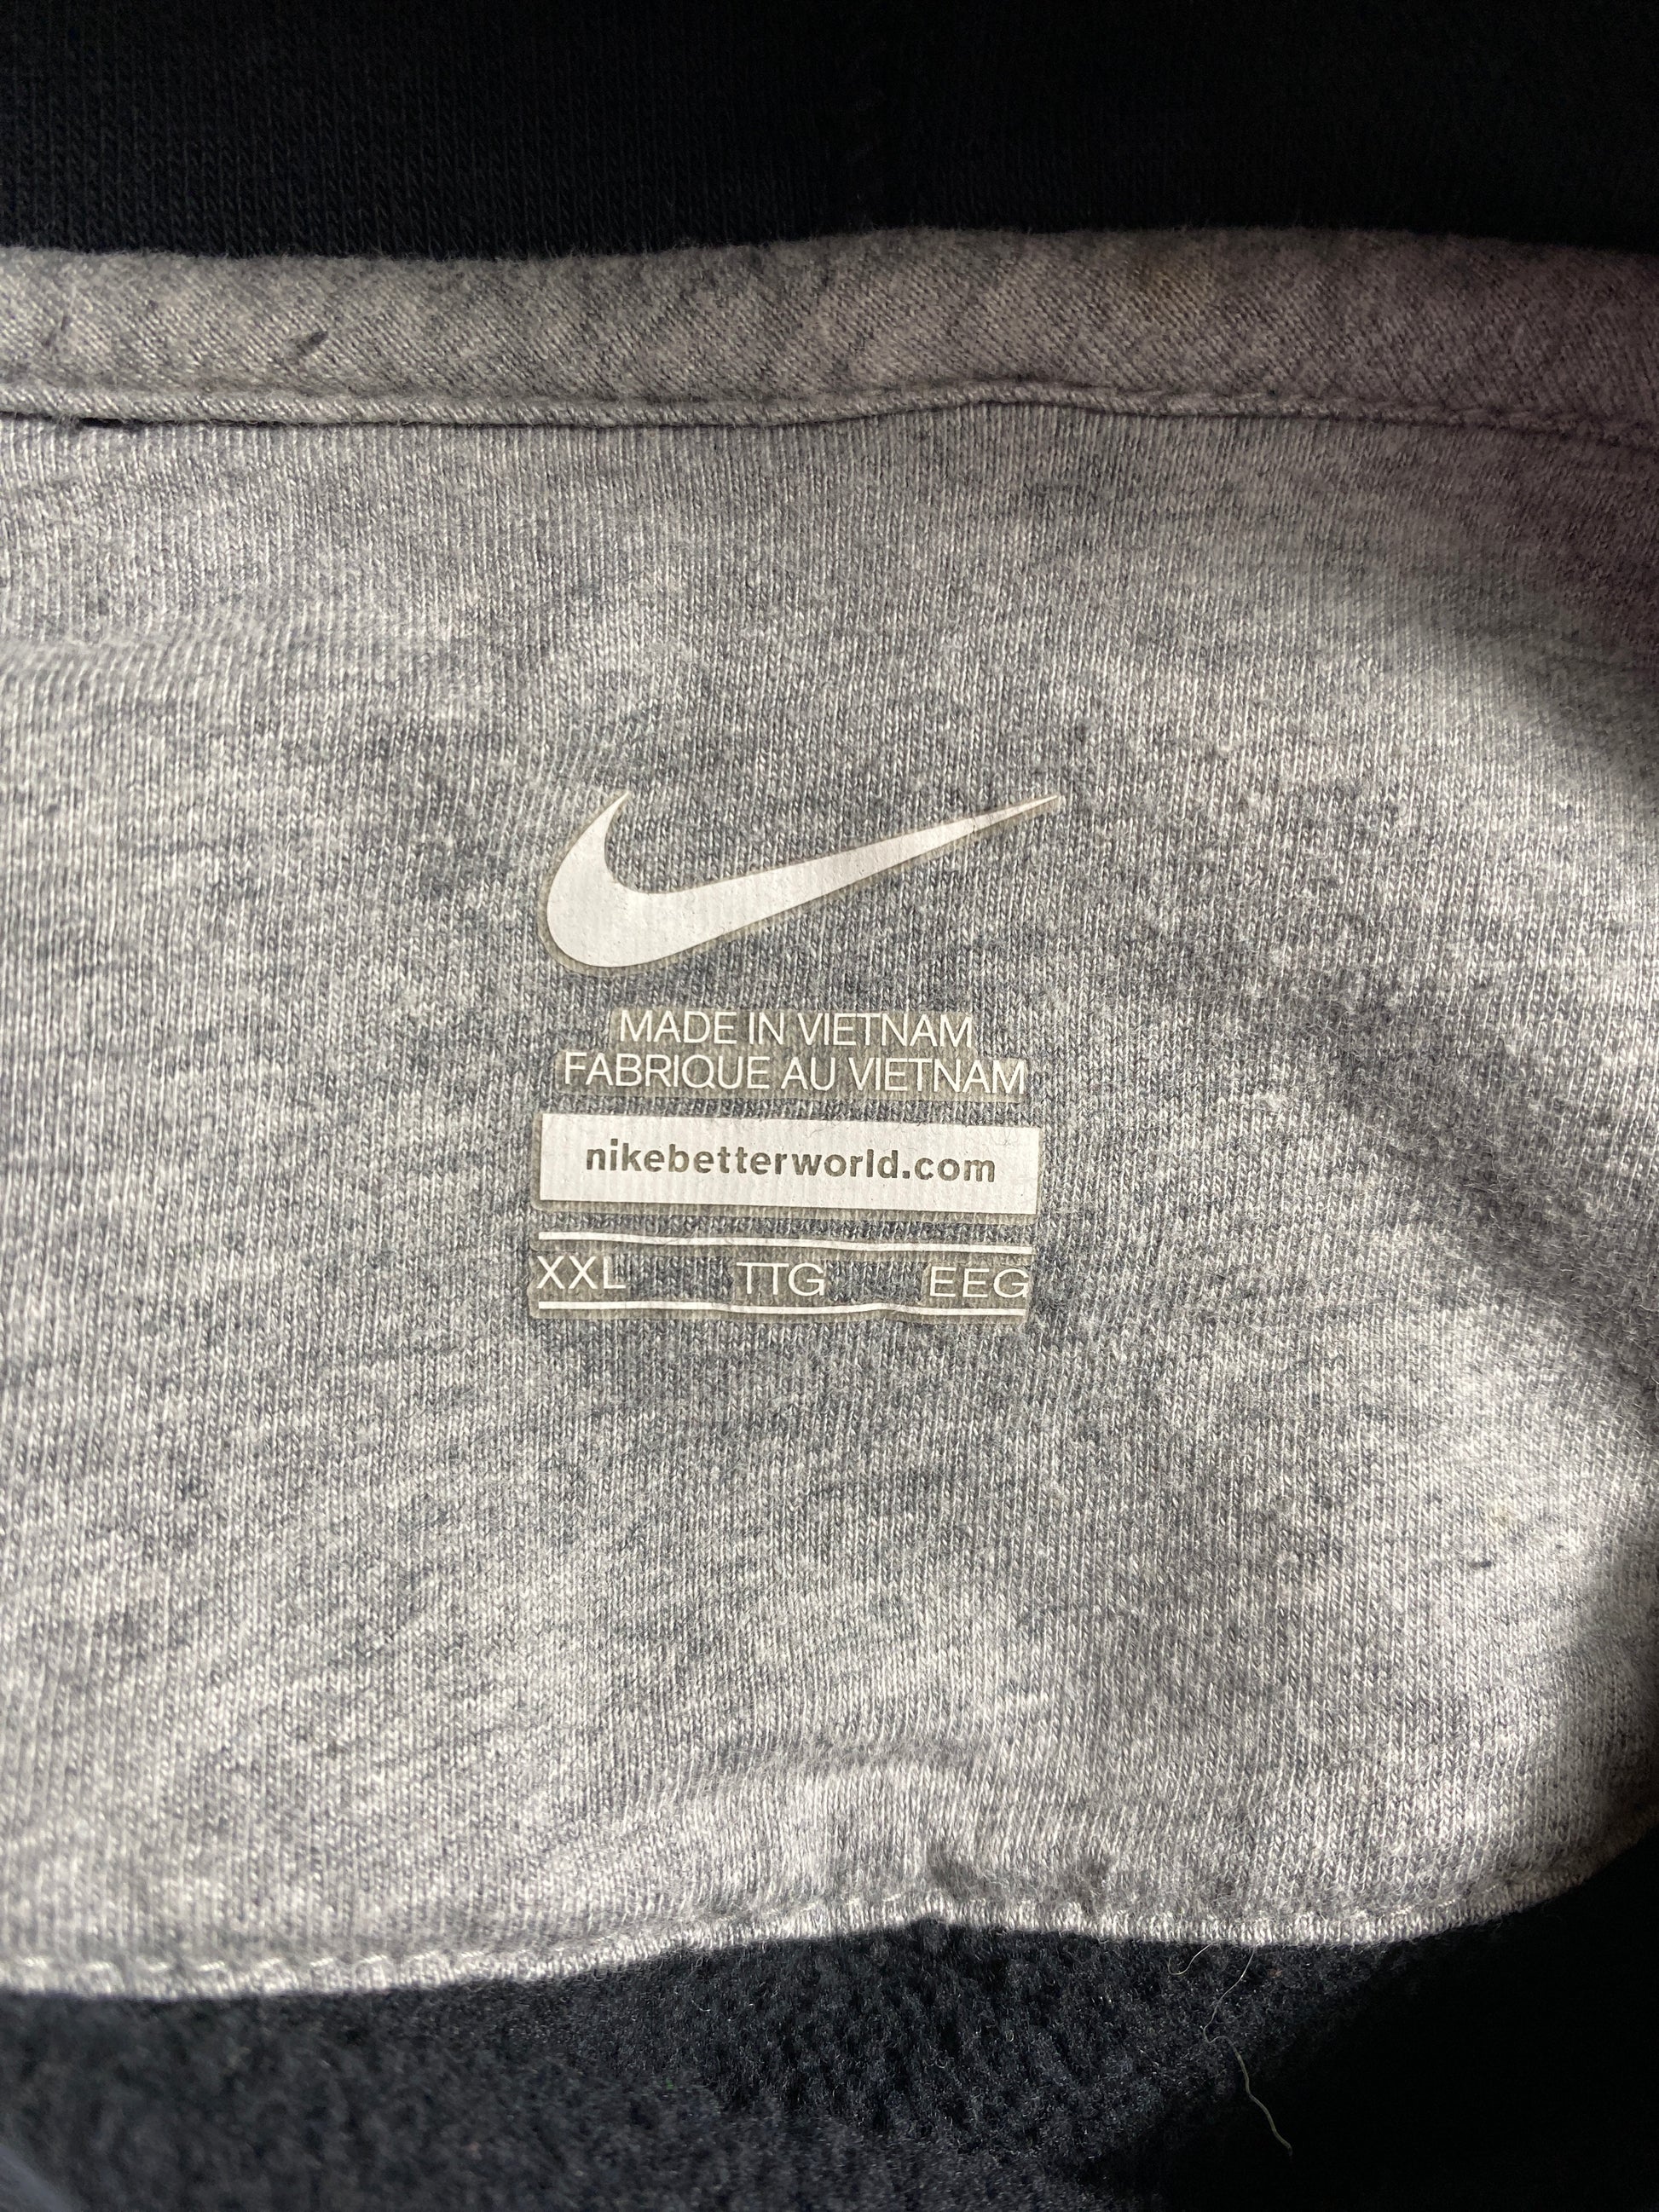 MADE IN VIETNAM
FABRIQUE AU VIETNAM
nikebetterworld.com
XXL TTG EEG